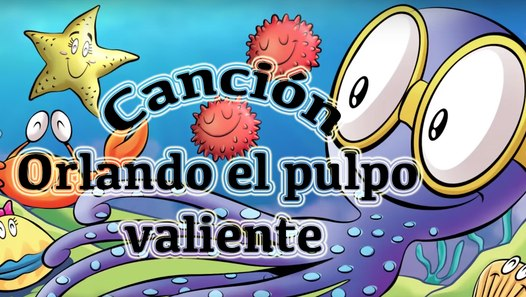 Canción
Orlando el pulpo
valiente